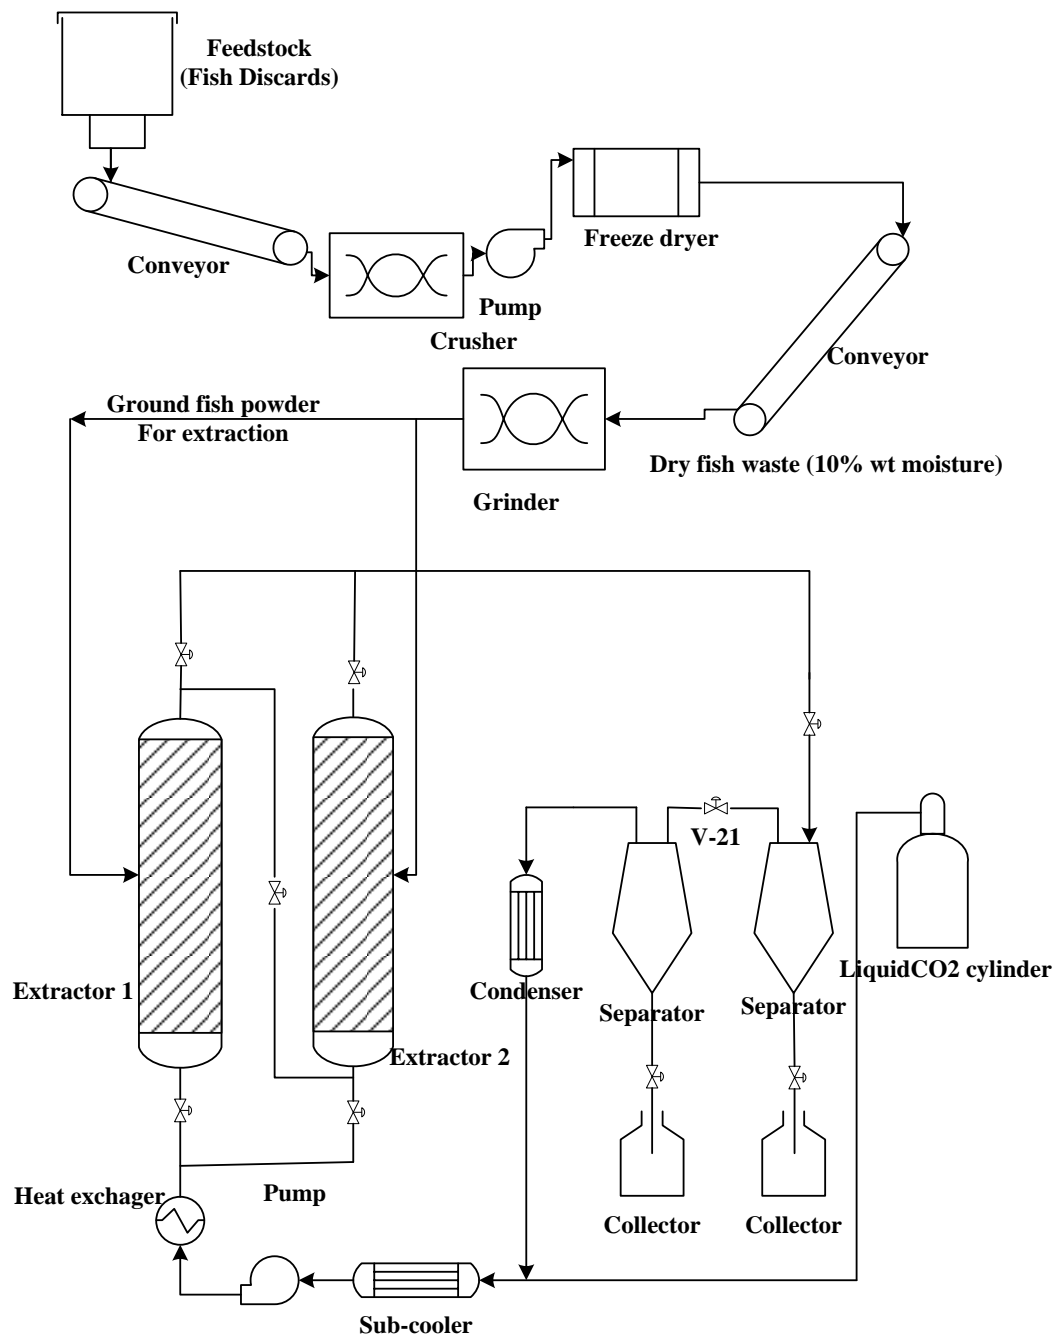 Feedstock
(Fish Discards)
Conveyor
Freeze dryer
Pump
Crusher
Conveyor
Ground fish powder
For extraction
Dry fish waste (10% wt moisture)
Grinder
V-21
LiquidCO2 cylinder
Extractor 1
Condenser
Separator
Separator
Extractor 2
Heat exchager
Pump
Collector
Collector
Sub-cooler